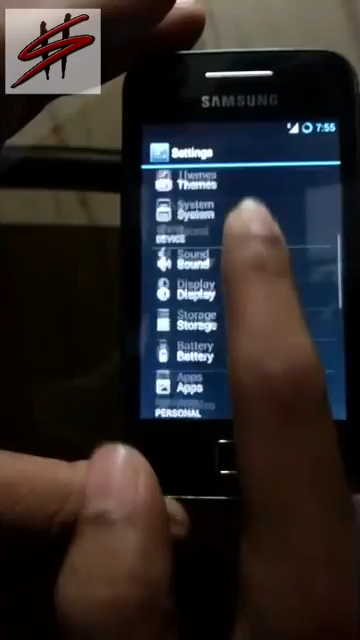 SAMSUNG
7:55
Settings
Themes
System
DEVICE
Sound
Display
Storage
Battery
Apps
PERSONAL